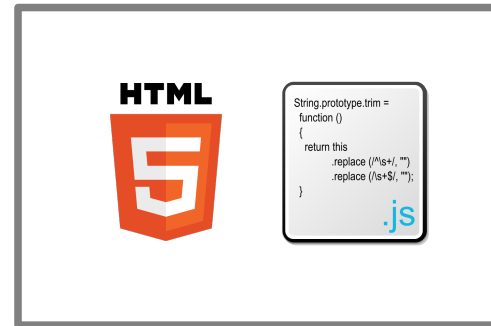 HTML
5
String.prototype.trim =
function ()
{
return this
.replace (/^\s+/, "")
.replace (/\s+$/, "");
}
.js